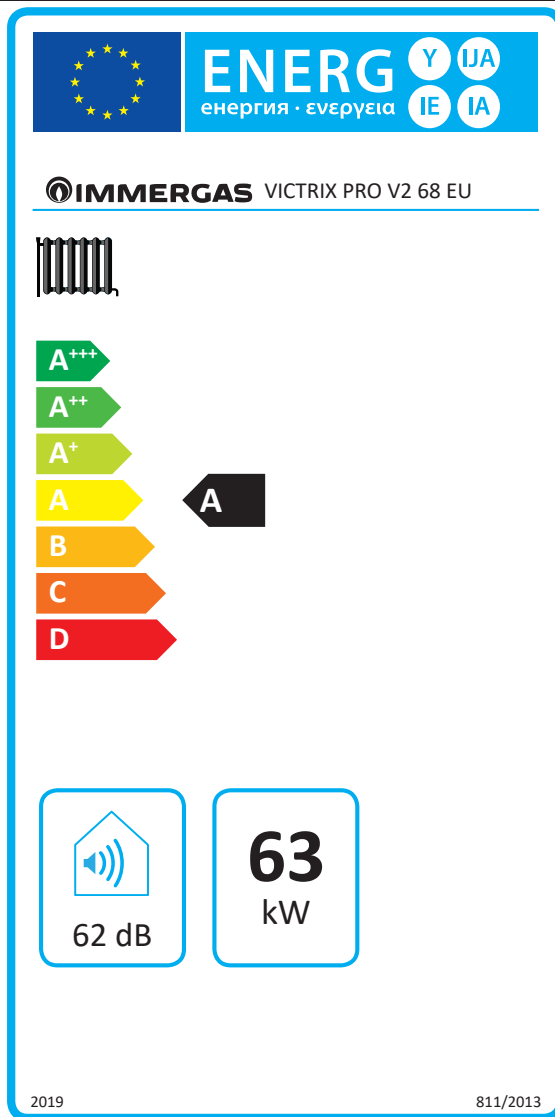 ENERG Y IJA
енергия · ενεργεια IE IA
IMMERGAS VICTRIX PRO V2 68 EU
A+++
A++
A+
A A
B
C
D
62 dB
63
kW
2019 811/2013